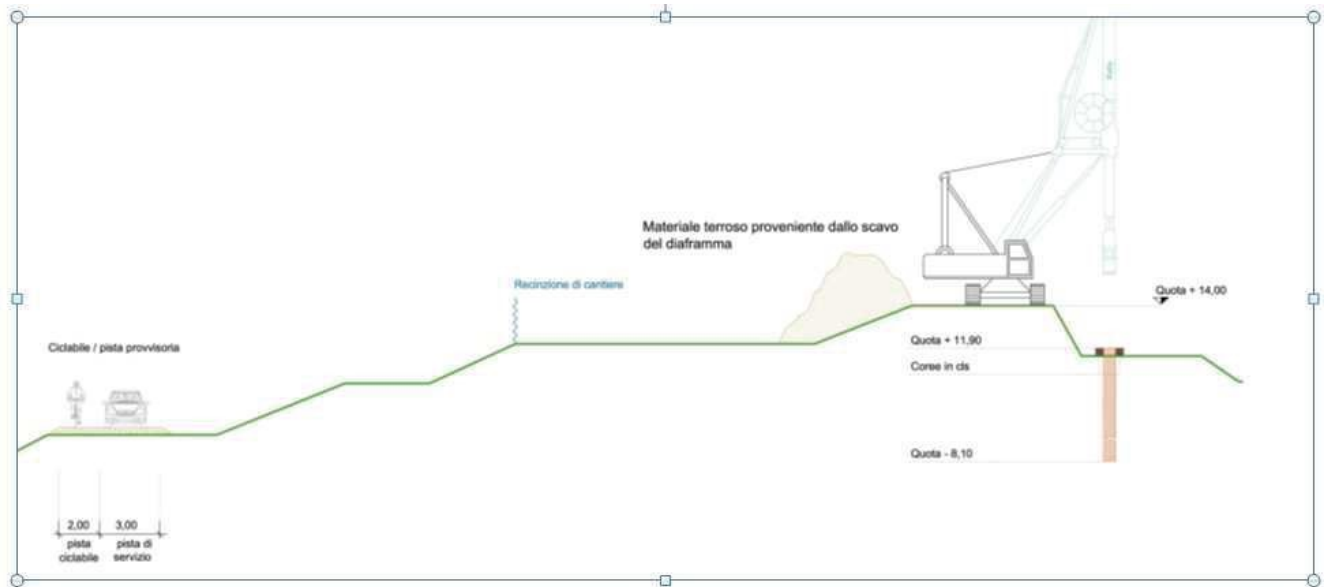 Materiale terroso proveniente dallo scavo
del diaframma
Recinzione di cantiere
Quota + 14,00
Ciclabile / pista provvisoria
Quota + 11,90
Coree in cls
Quota - 8,10
2,00
3,00
pista
ciclabile
pista di
servizio